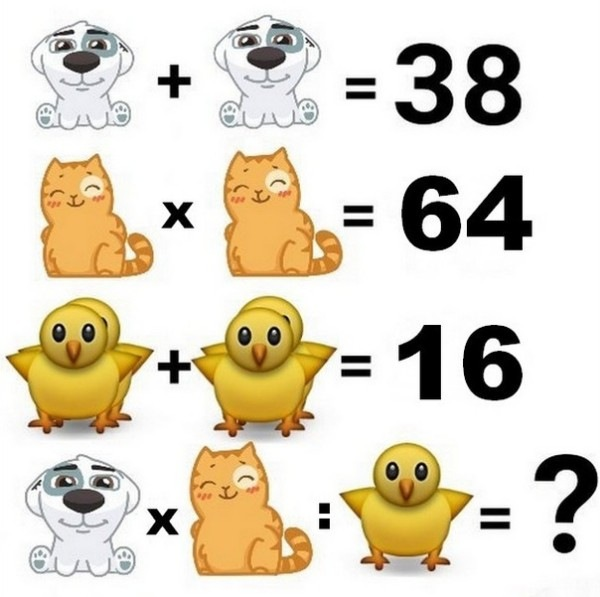 + = 38
x = 64
+ = 16
x : = ?